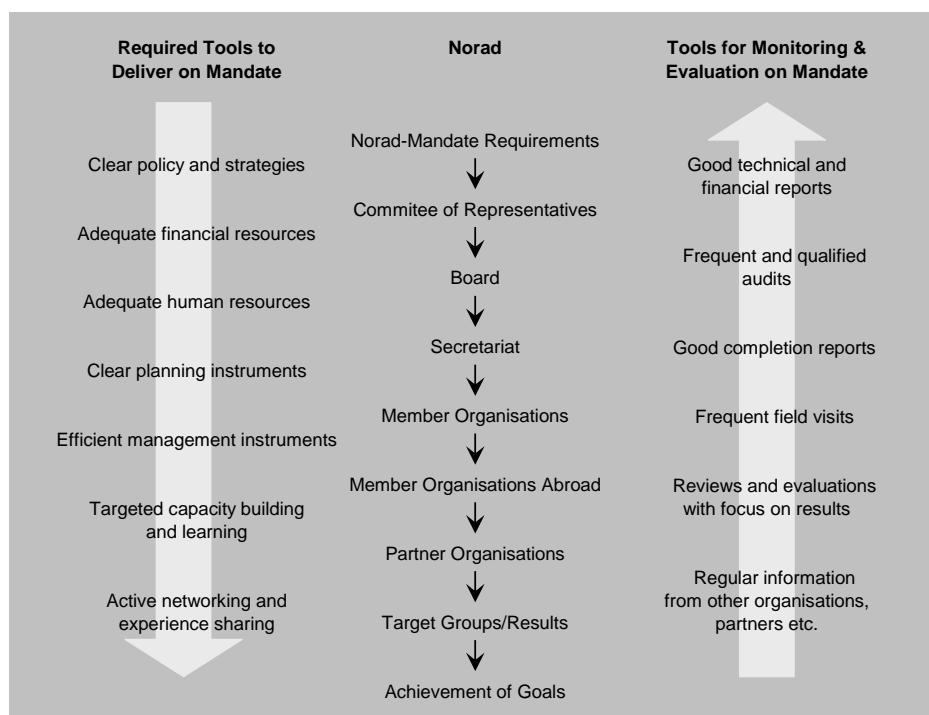 Required Tools to
Deliver on Mandate
Clear policy and strategies
Adequate financial resources
Adequate human resources
Clear planning instruments
Efficient management instruments
Targeted capacity building
and learning
Active networking and
experience sharing
Norad
Norad-Mandate Requirements
Commitee of Representatives
Board
Secretariat
Member Organisations
Member Organisations Abroad
Partner Organisations
Target Groups/Results
Achievement of Goals
Tools for Monitoring &
Evaluation on Mandate
Good technical and
financial reports
Frequent and qualified
audits
Good completion reports
Frequent field visits
Reviews and evaluations
with focus on results
Regular information
from other organisations,
partners etc.